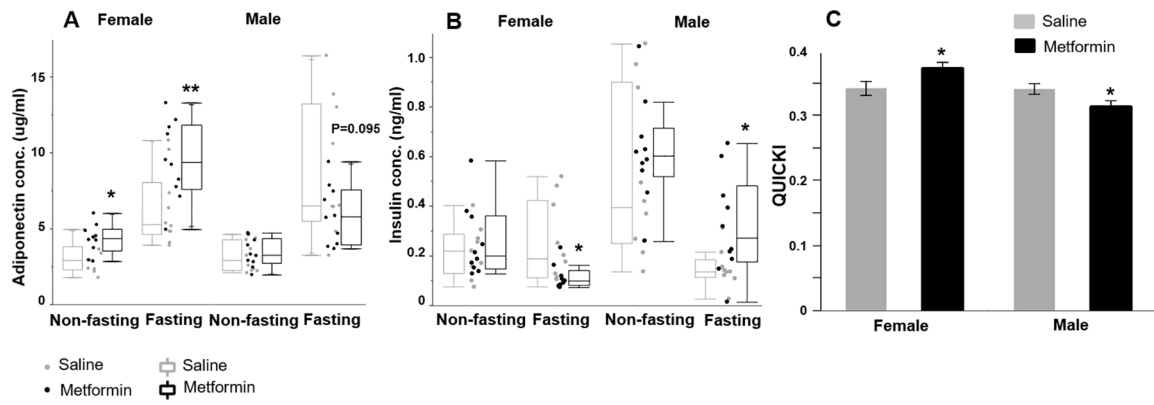 A
Female
Male
Adiponectin conc. (ug/ml)
15
10
5
0
*
**
P=0.095
Non-fasting
Fasting
Non-fasting
Fasting
Saline
Metformin
Saline
Metformin
B
Female
Male
Insulin conc. (ng/ml)
1.0
0.8
0.6
0.4
0.2
0
*
*
Non-fasting
Fasting
Non-fasting
Fasting
C
Saline
Metformin
QUICKI
0.4
0.3
0.2
0.1
0
*
*
Female
Male